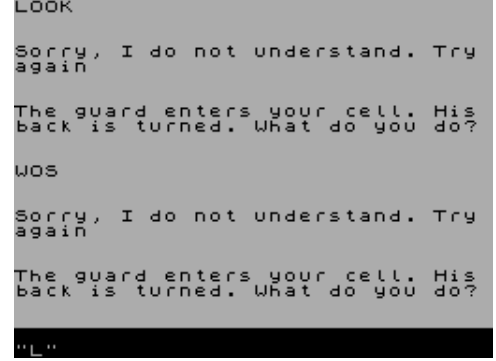 LOOK
Sorry, I do not understand. Try
again
The guard enters your cell. His
back is turned. What do you do?
WOS
Sorry, I do not understand. Try
again
The guard enters your cell. His
back is turned. What do you do?
"L"